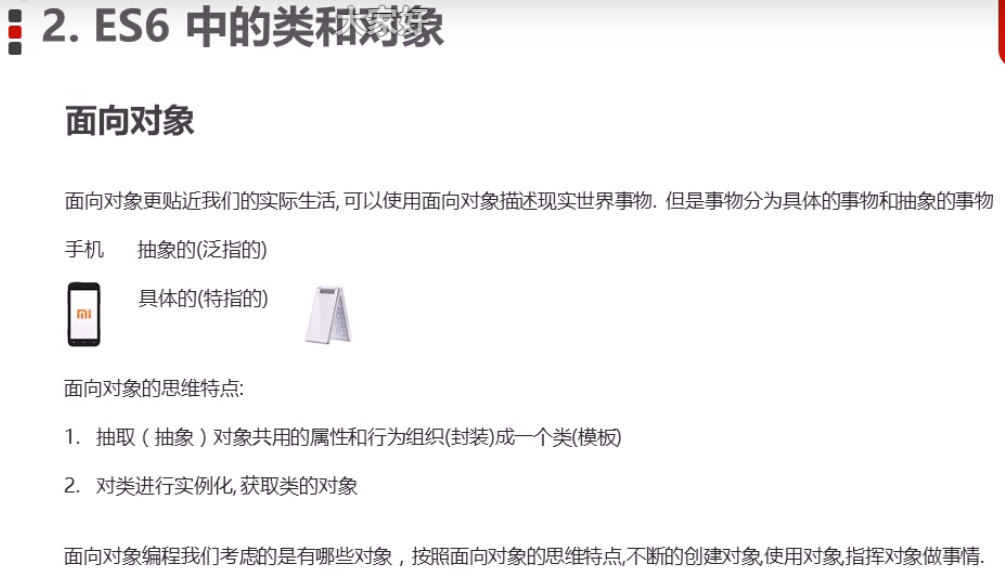 2. ES6 中的类和对象
大家好
面向对象
面向对象更贴近我们的实际生活, 可以使用面向对象描述现实世界事物. 但是事物分为具体的事物和抽象的事物
手机 抽象的(泛指的)
mi 具体的(特指的)
面向对象的思维特点:
1. 抽取（抽象）对象共用的属性和行为组织(封装)成一个类(模板)
2. 对类进行实例化, 获取类的对象
面向对象编程我们考虑的是有哪些对象，按照面向对象的思维特点,不断的创建对象,使用对象,指挥对象做事情.